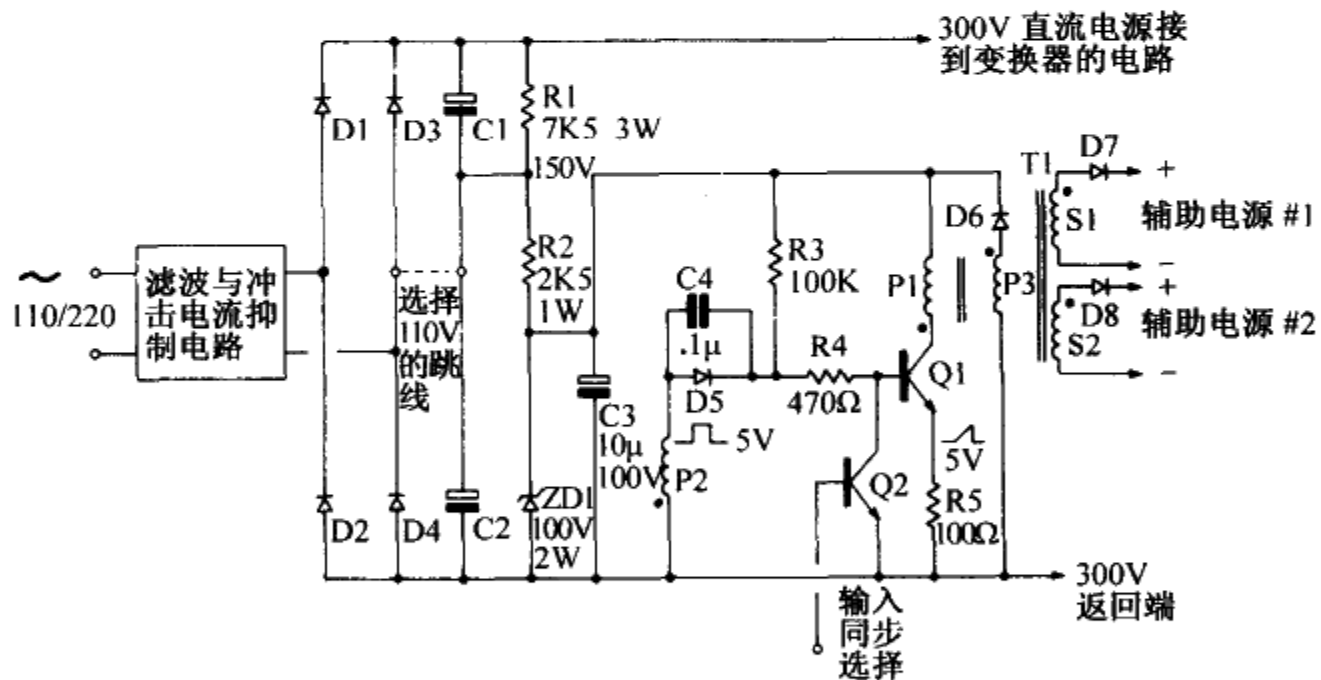 300V 直流电源接
到变换器的电路
D1
D3
C1
R1
7K5 3W
150V
D7
T1
+
S1
辅助电源 #1
−
D6
R2
2K5
1W
R3
100K
C4
.1μ
P1
P3
+
D8
辅助电源 #2
S2
−
~
110/220
滤波与冲
击电流抑
制电路
选择
110V
的跳
线
R4
470Ω
D5
Q1
C3
10μ
100V
5V
P2
5V
Q2
R5
100Ω
D2
D4
C2
ZD1
100V
2W
300V
返回端
输入
同步
选择